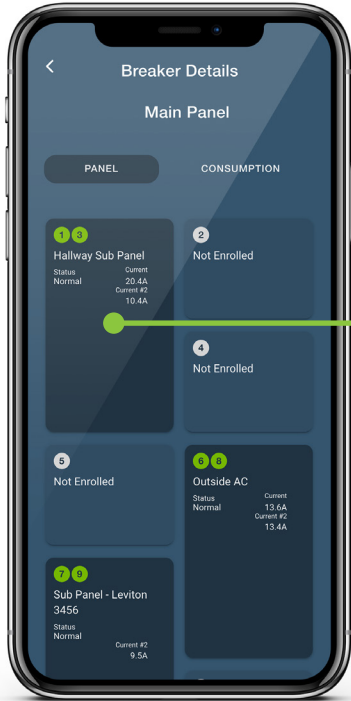 Breaker Details
Main Panel
PANEL CONSUMPTION
1 3
Hallway Sub Panel
Status Current
Normal 20.4A
Current #2
10.4A
2
Not Enrolled
4
Not Enrolled
5
Not Enrolled
6 8
Outside AC
Status Current
Normal 13.6A
Current #2
13.4A
7 9
Sub Panel - Leviton
3456
Status
Normal
Current #2
9.5A